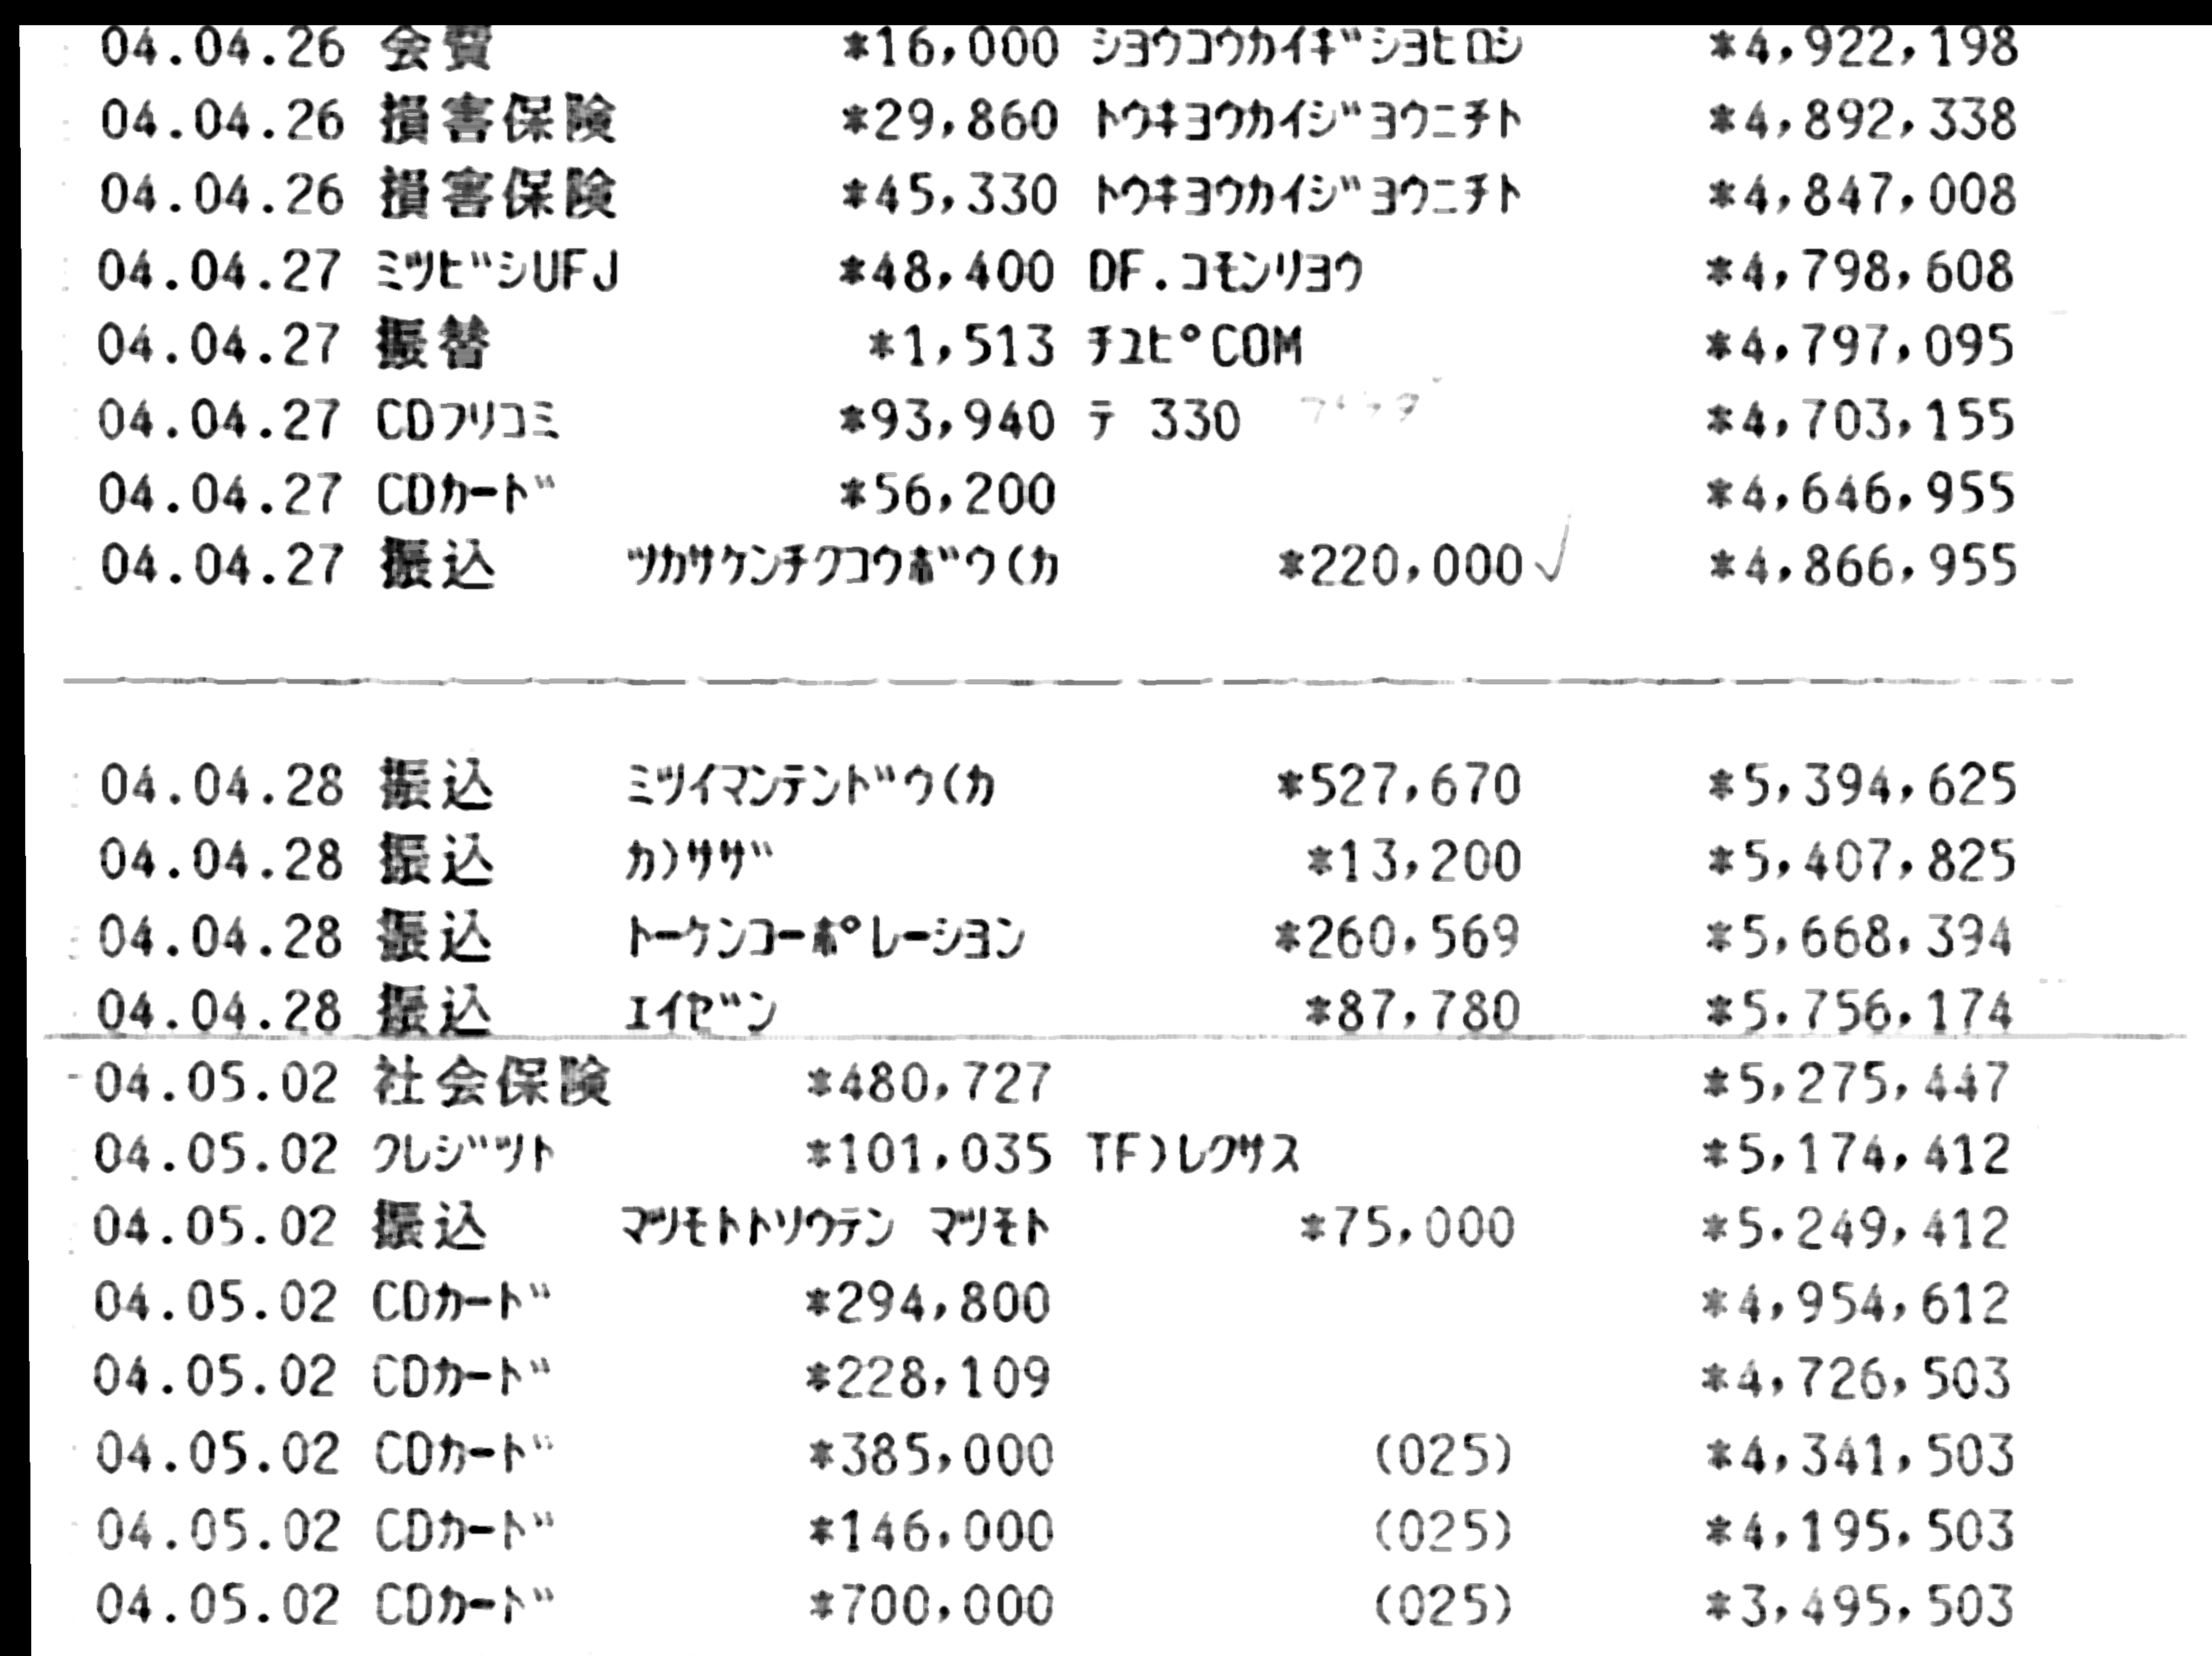 04.04.26 会費 *16,000 ｼﾖｳｺｳｶｲｷﾞｼﾖﾋﾛｼ *4,922,198
04.04.26 損害保険 *29,860 ﾄｳｷﾖｳｶｲｼﾞﾖｳﾆﾁﾄ *4,892,338
04.04.26 損害保険 *45,330 ﾄｳｷﾖｳｶｲｼﾞﾖｳﾆﾁﾄ *4,847,008
04.04.27 ﾐﾂﾋﾞｼUFJ *48,400 DF.ｺﾓﾝﾘﾖｳ *4,798,608
04.04.27 振替 *1,513 ﾁﾕﾋﾟCOM *4,797,095
04.04.27 CDﾌﾘｺﾐ *93,940 ﾃ 330 *4,703,155
04.04.27 CDｶｰﾄﾞ *56,200 *4,646,955
04.04.27 振込 ﾂｶｻｹﾝﾁｸｺｳﾎﾞｳ(ｶ *220,000 ✓ *4,866,955
04.04.28 振込 ﾐﾂｲﾏﾝﾃﾝﾄﾞｳ(ｶ *527,670 *5,394,625
04.04.28 振込 ｶ)ｻｻﾞ *13,200 *5,407,825
04.04.28 振込 ﾄｰｹﾝｺｰﾎﾟﾚｰｼﾖﾝ *260,569 *5,668,394
04.04.28 振込 ｴｲｾﾞﾝ *87,780 *5,756,174
04.05.02 社会保険 *480,727 *5,275,447
04.05.02 ｸﾚｼﾞﾂﾄ *101,035 TF)ﾚｸｻｽ *5,174,412
04.05.02 振込 ﾏﾂﾓﾄﾄｿｳﾃﾝ ﾏﾂﾓﾄ *75,000 *5,249,412
04.05.02 CDｶｰﾄﾞ *294,800 *4,954,612
04.05.02 CDｶｰﾄﾞ *228,109 *4,726,503
04.05.02 CDｶｰﾄﾞ *385,000 (025) *4,341,503
04.05.02 CDｶｰﾄﾞ *146,000 (025) *4,195,503
04.05.02 CDｶｰﾄﾞ *700,000 (025) *3,495,503